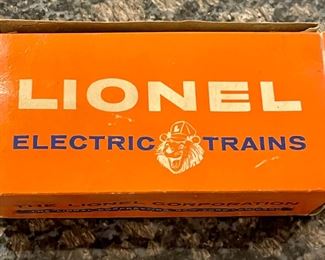 LIONEL
ELECTRIC TRAINS
THE LIONEL CORPORATION